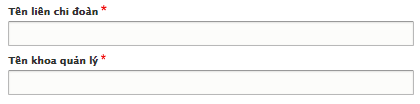 Tên liên chi đoàn *
Tên khoa quản lý *